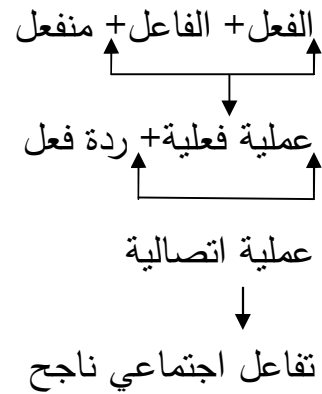 الفعل+ الفاعل+ منفعل
عملية فعلية+ ردة فعل
عملية اتصالية
تفاعل اجتماعي ناجح